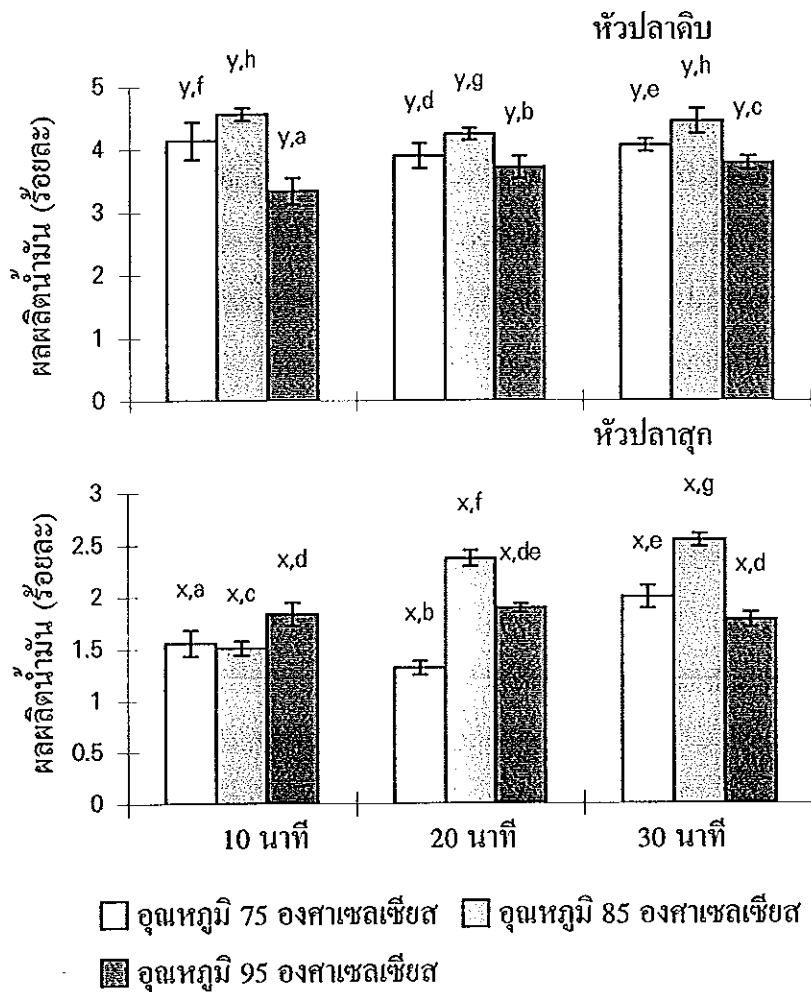 หัวปลาดิบ
ผลผลิตน้ำมัน (ร้อยละ)
5
4
3
2
1
0
y,f y,h y,a y,d y,g y,b y,e y,h y,c
หัวปลาสุก
ผลผลิตน้ำมัน (ร้อยละ)
3
2.5
2
1.5
1
0.5
0
x,a x,c x,d x,b x,f x,de x,e x,g x,d
10 นาที 20 นาที 30 นาที
อุณหภูมิ 75 องศาเซลเซียส อุณหภูมิ 85 องศาเซลเซียส
อุณหภูมิ 95 องศาเซลเซียส